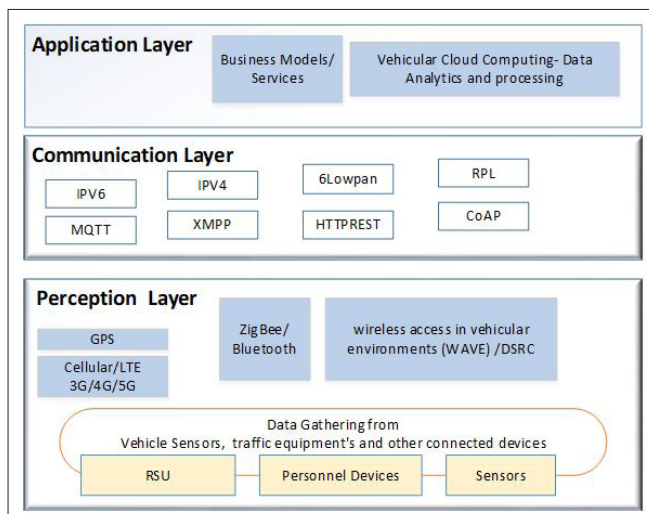 Application Layer
Business Models/
Services
Vehicular Cloud Computing- Data
Analytics and processing
Communication Layer
IPV6
IPV4
6Lowpan
RPL
MQTT
XMPP
HTTPREST
CoAP
Perception Layer
GPS
Cellular/LTE
3G/4G/5G
ZigBee/
Bluetooth
wireless access in vehicular
environments (WAVE) /DSRC
Data Gathering from
Vehicle Sensors, traffic equipment's and other connected devices
RSU
Personnel Devices
Sensors